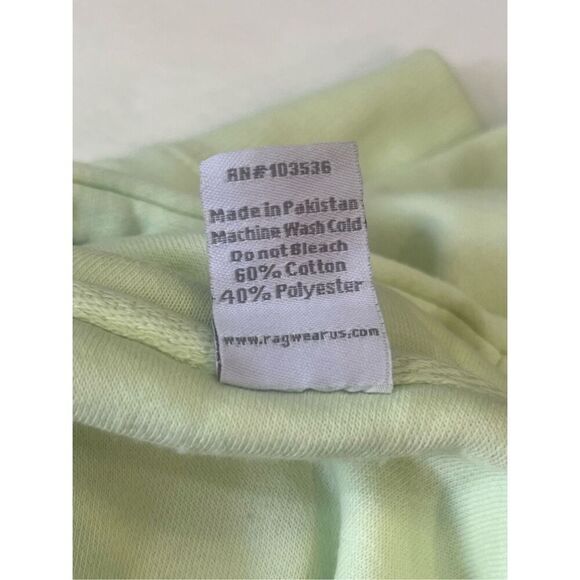 RN#103536
Made in Pakistan
Machine Wash Cold
Do not Bleach
60% Cotton
40% Polyester
www.ragwearus.com